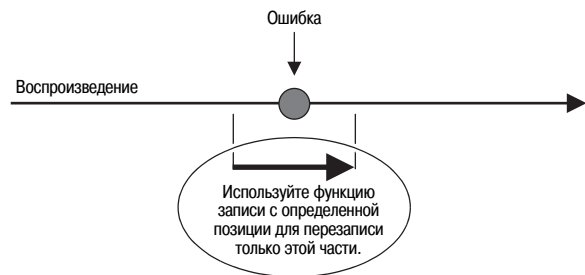 Ошибка
Воспроизведение
Используйте функцию
записи с определенной
позиции для перезаписи
только этой части.